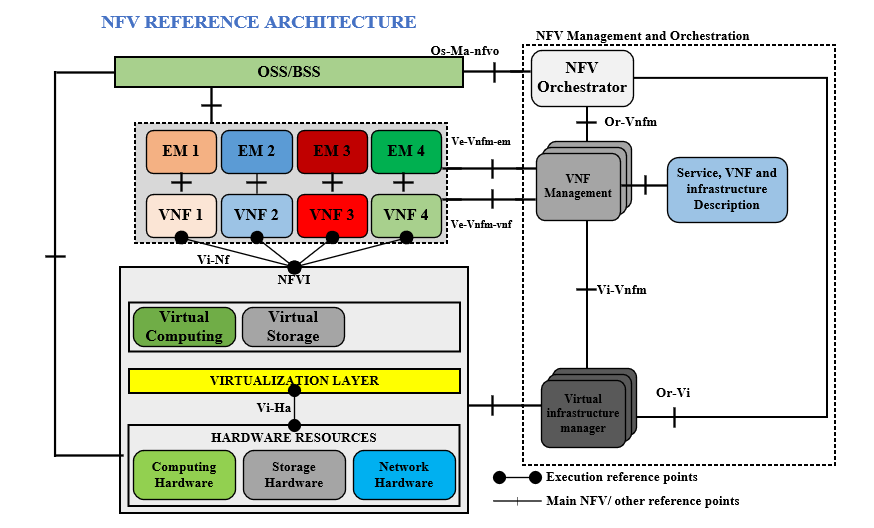 NFV REFERENCE ARCHITECTURE
NFV Management and Orchestration
Os-Ma-nfvo
OSS/BSS
NFV
Orchestrator
Or-Vnfm
EM 1
EM 2
EM 3
EM 4
Ve-Vnfm-em
VNF
Management
Service, VNF and
infrastructure
Description
VNF 1
VNF 2
VNF 3
VNF 4
Ve-Vnfm-vnf
Vi-Nf
NFVI
Vi-Vnfm
Virtual
Computing
Virtual
Storage
VIRTUALIZATION LAYER
Vi-Ha
Virtual
infrastructure
manager
Or-Vi
HARDWARE RESOURCES
Computing
Hardware
Storage
Hardware
Network
Hardware
Execution reference points
Main NFV/ other reference points